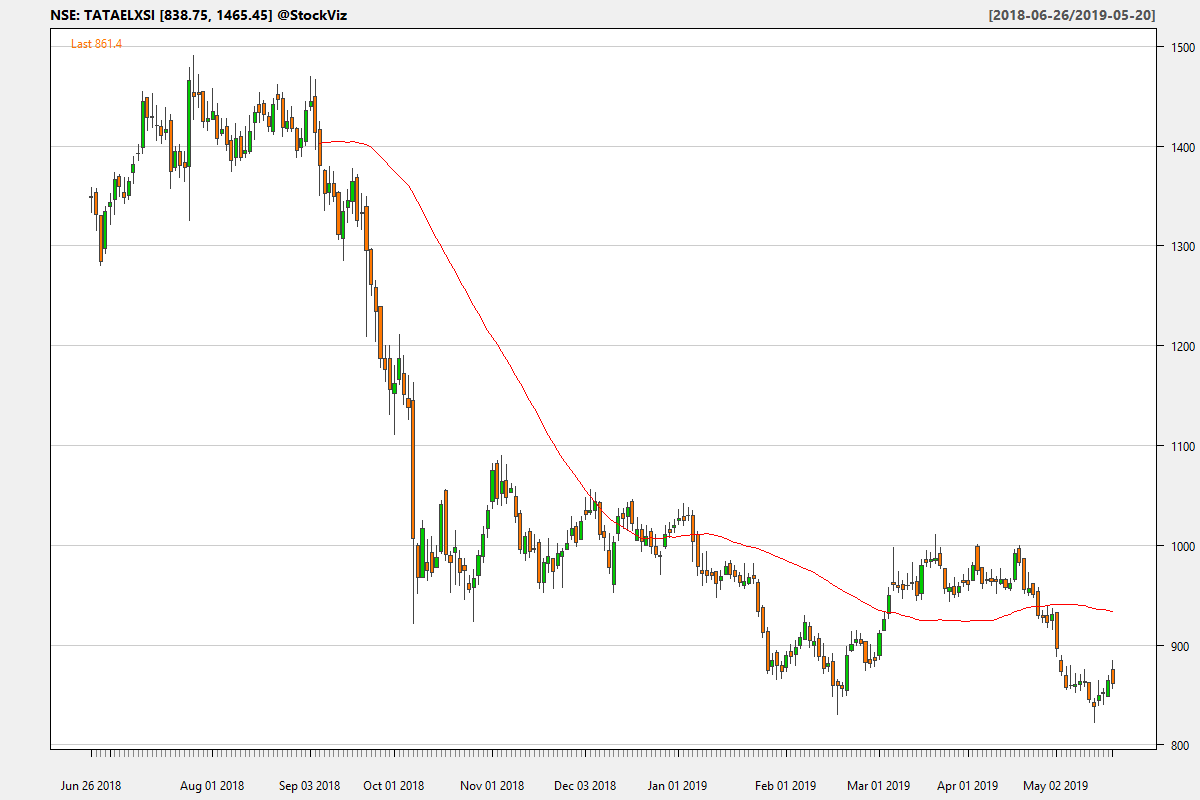 NSE: TATAELXSI [838.75, 1465.45] @StockViz
[2018-06-26/2019-05-20]
Last 861.4
1500
1400
1300
1200
1100
1000
900
800
Jun 26 2018
Aug 01 2018
Sep 03 2018
Oct 01 2018
Nov 01 2018
Dec 03 2018
Jan 01 2019
Feb 01 2019
Mar 01 2019
Apr 01 2019
May 02 2019